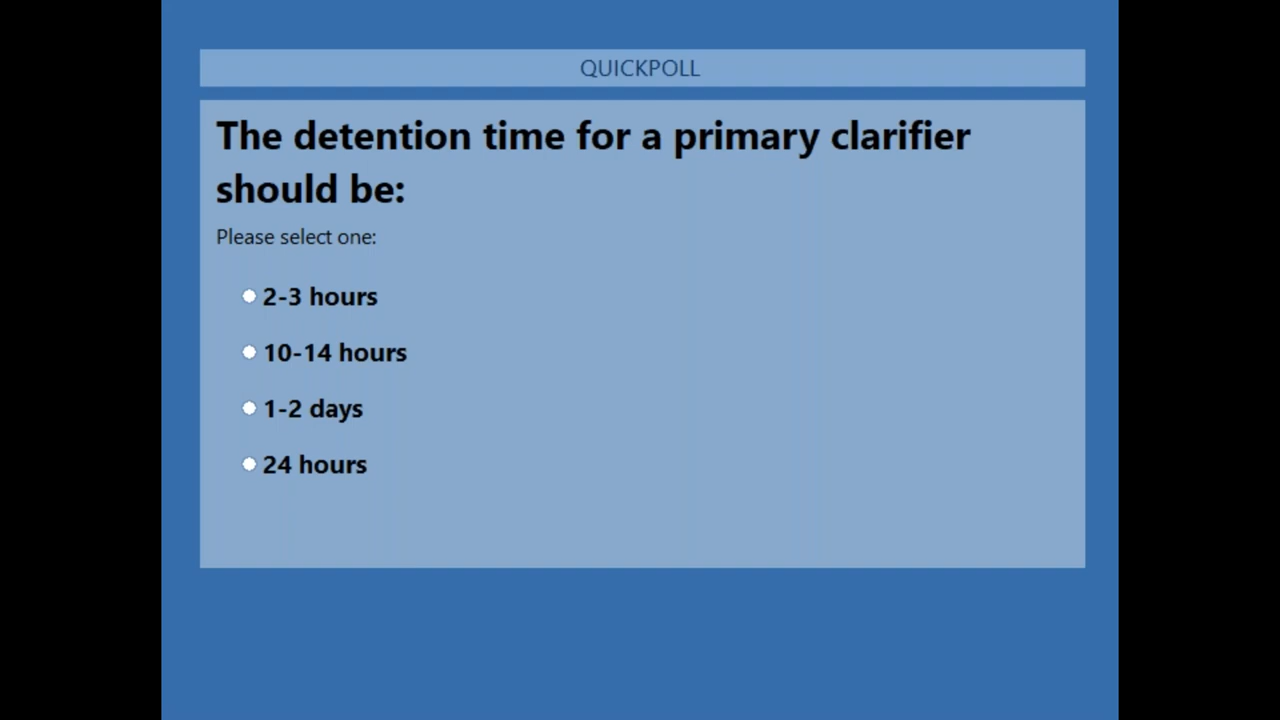 QUICKPOLL
The detention time for a primary clarifier
should be:
Please select one:
2-3 hours
10-14 hours
1-2 days
24 hours